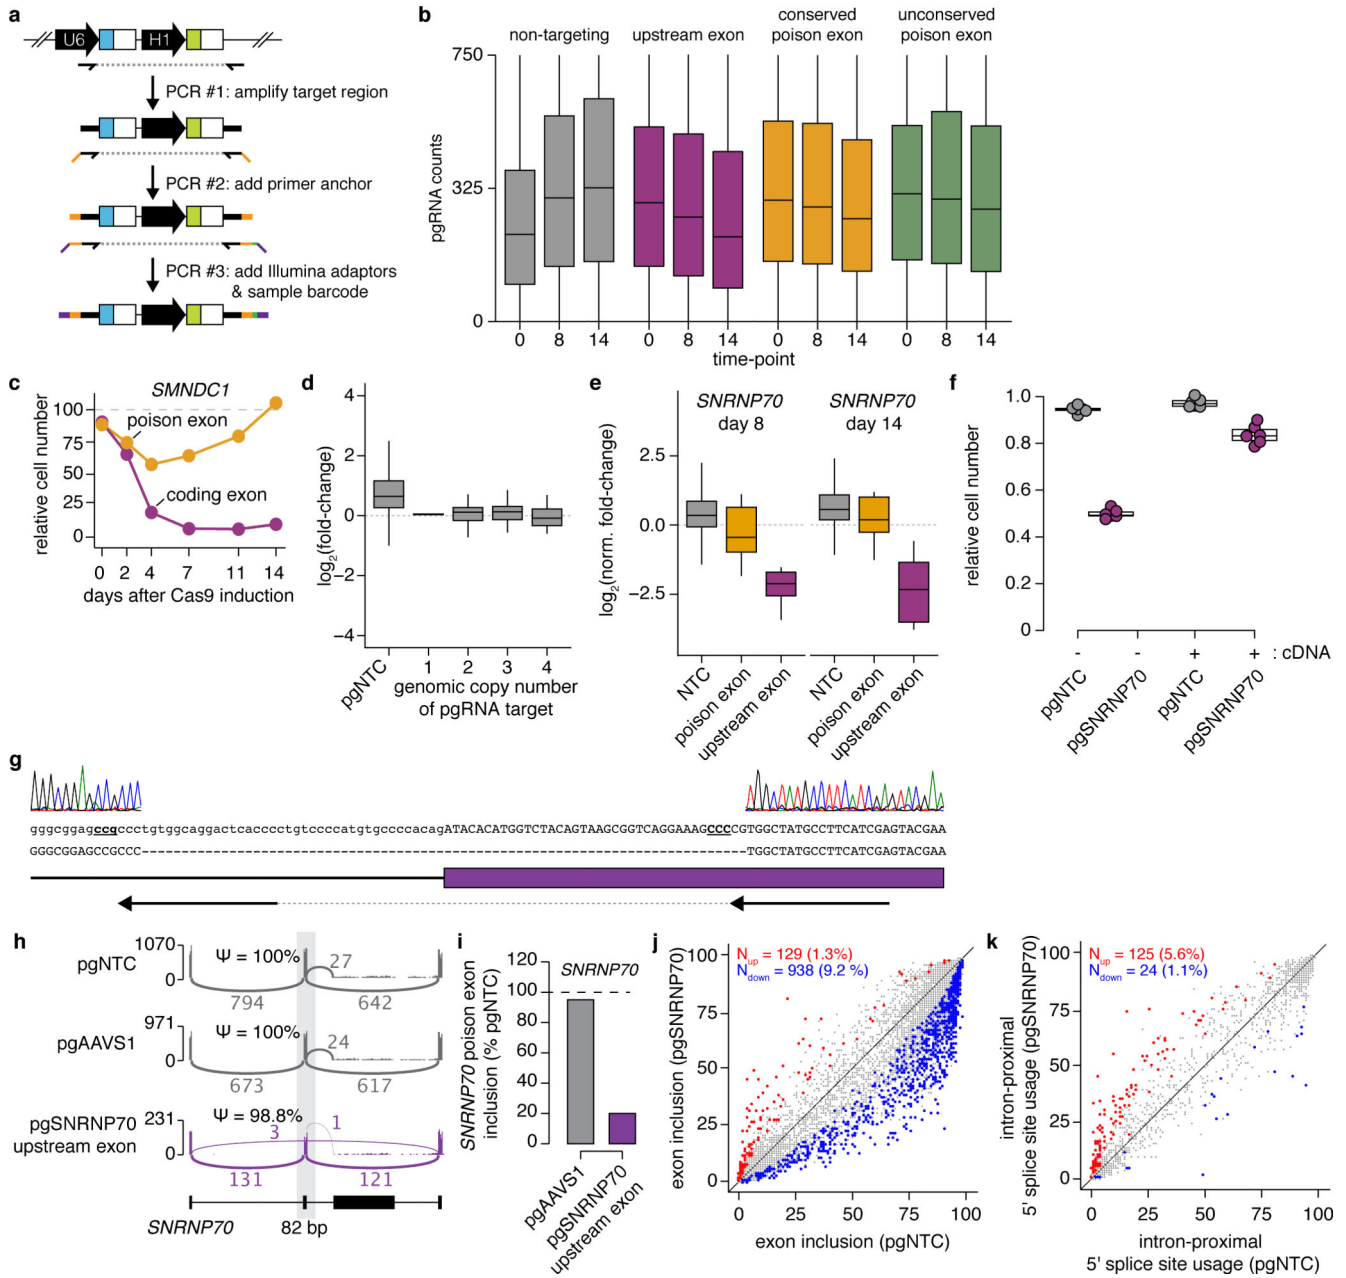 a
U6 H1
PCR #1: amplify target region
PCR #2: add primer anchor
PCR #3: add Illumina adaptors
& sample barcode
b
non-targeting
upstream exon
conserved
poison exon
unconserved
poison exon
pgRNA counts
750
325
0
0 8 14 0 8 14 0 8 14 0 8 14
time-point
c
SMNDC1
relative cell number
100
75
50
25
0
poison exon
coding exon
0 2 4 7 11 14
days after Cas9 induction
d
log2(fold-change)
4
2
0
−2
−4
pgNTC 1 2 3 4
genomic copy number
of pgRNA target
e
SNRNP70
day 8
SNRNP70
day 14
log2(norm. fold-change)
2.5
0.0
−2.5
NTC
poison exon
upstream exon
NTC
poison exon
upstream exon
f
relative cell number
1.0
0.8
0.6
0.4
0.2
0
- - + + : cDNA
pgNTC
pgSNRNP70
pgNTC
pgSNRNP70
g
gggcggagccgccctgtggcaggactcacccctgtccccatgtgccccacagATACACATGGTCTACAGTAAGCGGTCAGGAAAGCCCCGTGGCTATGCCTTCATCGAGTACGAA
GGGCGGAGCCGCCC-----------------------------------------------------------------------------TGGCTATGCCTTCATCGAGTACGAA
h
pgNTC
1070
0
Ψ = 100%
27
794 642
pgAAVS1
971
0
Ψ = 100%
24
673 617
pgSNRNP70
upstream exon
231
0
Ψ = 98.8%
3 1
131 121
SNRNP70
82 bp
i
SNRNP70
SNRNP70 poison exon
inclusion (% pgNTC)
120
100
80
60
40
20
0
pgAAVS1
pgSNRNP70
upstream exon
j
Nup = 129 (1.3%)
Ndown = 938 (9.2 %)
exon inclusion (pgSNRNP70)
100
75
50
25
0
0 25 50 75 100
exon inclusion (pgNTC)
k
Nup = 125 (5.6%)
Ndown = 24 (1.1%)
intron-proximal
5' splice site usage (pgSNRNP70)
100
75
50
25
0
0 25 50 75 100
intron-proximal
5' splice site usage (pgNTC)